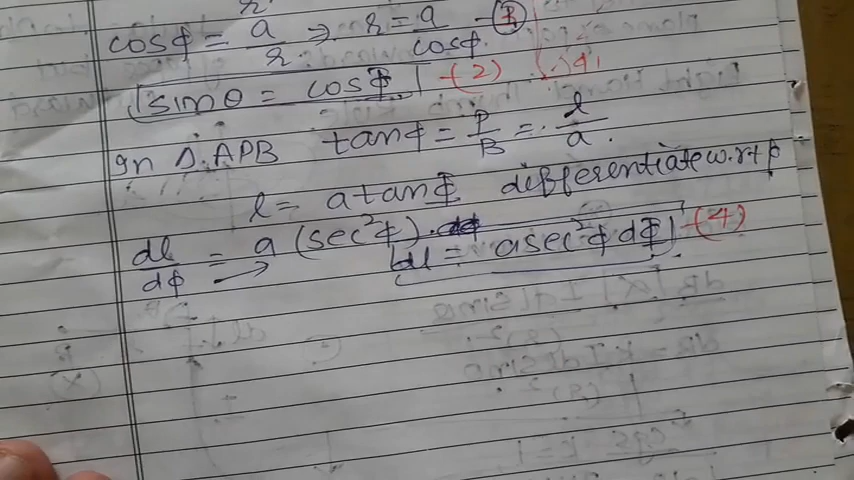 cosϕ = a/r ⇒ r = a/cosϕ -(3)
sinθ = cosϕ -(2)
In Δ.APB tanϕ = P/B = l/a.
l = a tanϕ differentiate w.r.t ϕ
dl/dϕ = a (sec²ϕ). dl = a sec²ϕ dϕ -(4)